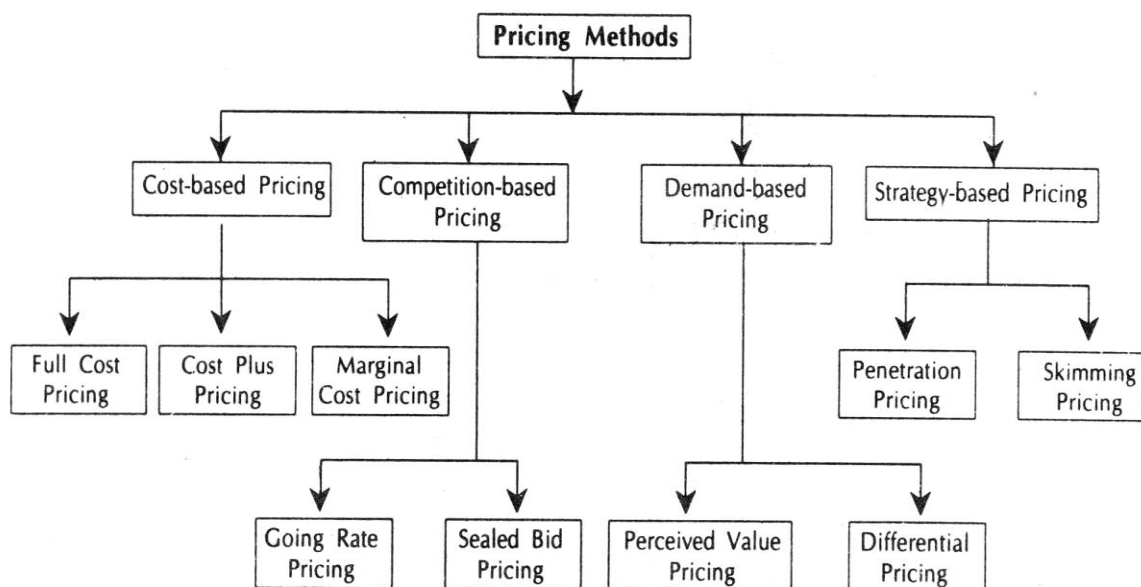 Pricing Methods
Cost-based Pricing
Competition-based
Pricing
Demand-based
Pricing
Strategy-based Pricing
Full Cost
Pricing
Cost Plus
Pricing
Marginal
Cost Pricing
Penetration
Pricing
Skimming
Pricing
Going Rate
Pricing
Sealed Bid
Pricing
Perceived Value
Pricing
Differential
Pricing